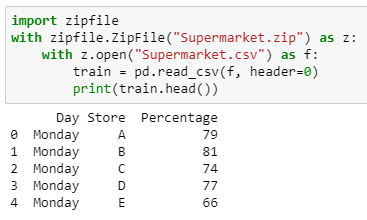 import zipfile
with zipfile.ZipFile("Supermarket.zip") as z:
    with z.open("Supermarket.csv") as f:
        train = pd.read_csv(f, header=0)
        print(train.head())
      Day Store  Percentage
0  Monday     A          79
1  Monday     B          81
2  Monday     C          74
3  Monday     D          77
4  Monday     E          66